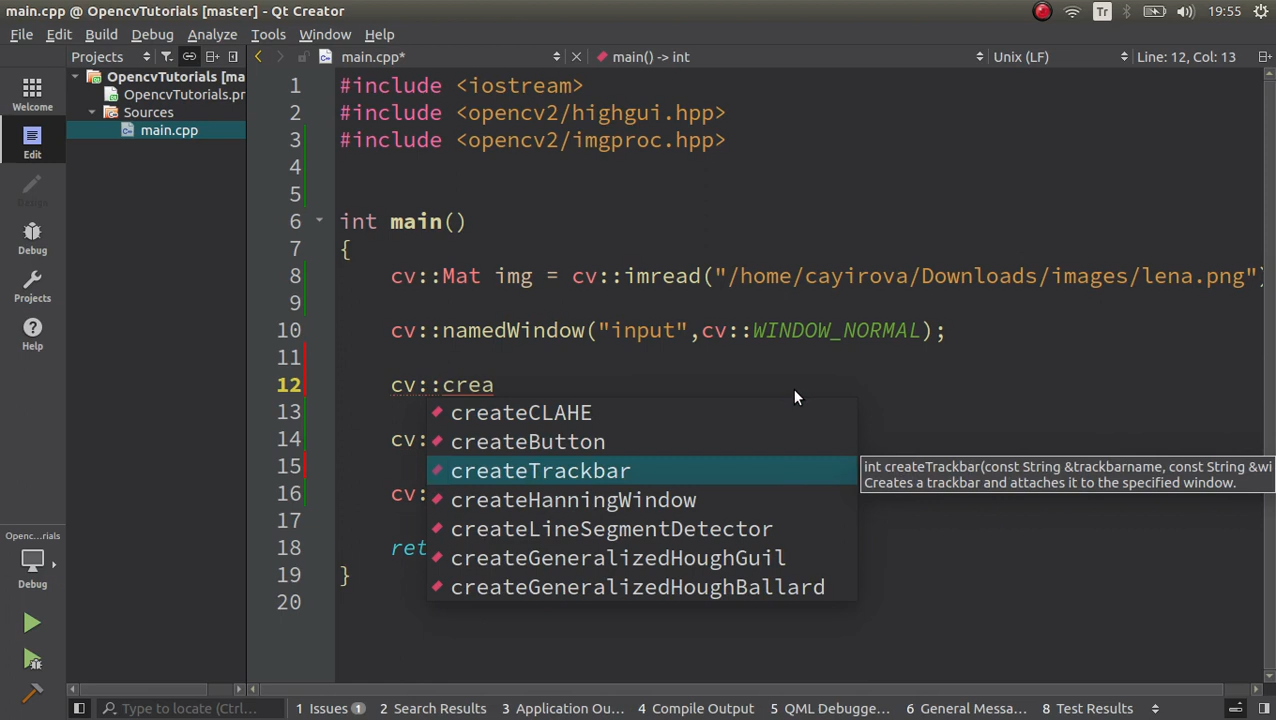 main.cpp @ OpencvTutorials [master] - Qt Creator
Tr
19:55
File Edit Build Debug Analyze Tools Window Help
Projects
main.cpp*
main() -> int
Unix (LF)
Line: 12, Col: 13
Welcome
Edit
Design
Debug
Projects
Help
Openc…rials
Debug
OpencvTutorials [ma
OpencvTutorials.pr
Sources
main.cpp
1 #include <iostream>
2 #include <opencv2/highgui.hpp>
3 #include <opencv2/imgproc.hpp>
4
5
6 int main()
7 {
8 cv::Mat img = cv::imread("/home/cayirova/Downloads/images/lena.png")
9
10 cv::namedWindow("input",cv::WINDOW_NORMAL);
11
12 cv::crea
13
14 cv:
15
16 cv:
17
18 ret
19 }
20
createCLAHE
createButton
createTrackbar
createHanningWindow
createLineSegmentDetector
createGeneralizedHoughGuil
createGeneralizedHoughBallard
int createTrackbar(const String &trackbarname, const String &wi
Creates a trackbar and attaches it to the specified window.
Type to locate (Ctrl…
1 Issues 1
2 Search Results
3 Application Ou…
4 Compile Output
5 QML Debugge…
6 General Messa…
8 Test Results